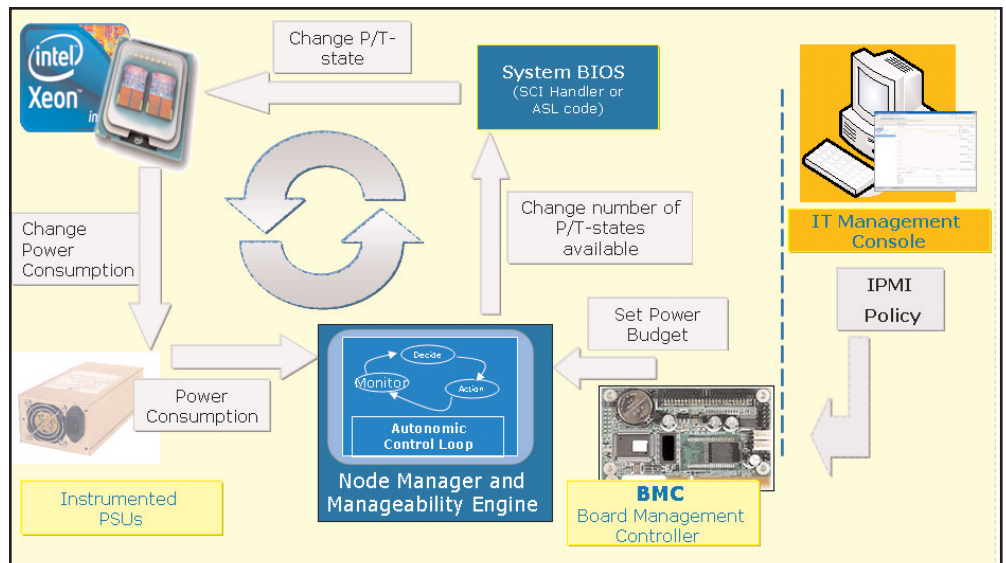 intel
Xeon
in
Change P/T-
state
System BIOS
(SCI Handler or
ASL code)
IT Management
Console
Change
Power
Consumption
Change number of
P/T-states
available
IPMI
Policy
Set Power
Budget
Power
Consumption
Decide
Monitor
Action
Autonomic
Control Loop
Node Manager and
Manageability Engine
Instrumented
PSUs
BMC
Board Management
Controller